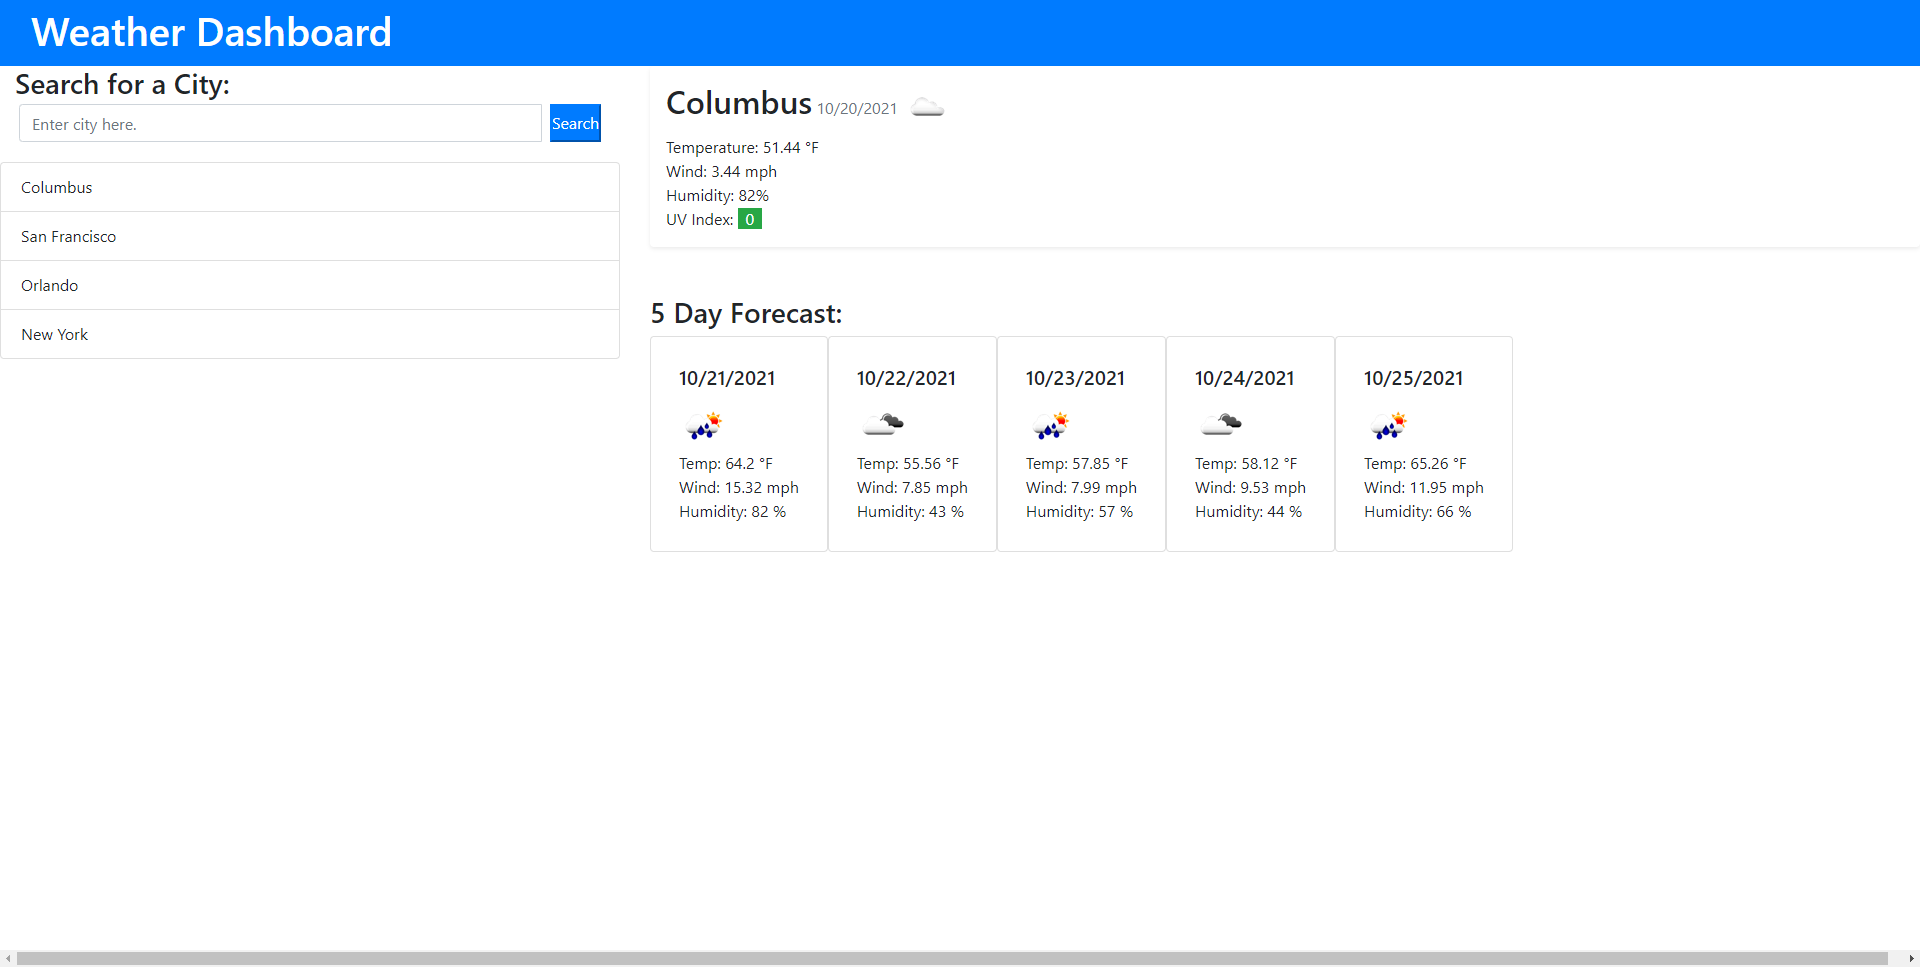 Weather Dashboard
Search for a City:
Enter city here.
Search
Columbus
San Francisco
Orlando
New York
Columbus 10/20/2021
Temperature: 51.44 °F
Wind: 3.44 mph
Humidity: 82%
UV Index: 0
5 Day Forecast:
10/21/2021
Temp: 64.2 °F
Wind: 15.32 mph
Humidity: 82 %
10/22/2021
Temp: 55.56 °F
Wind: 7.85 mph
Humidity: 43 %
10/23/2021
Temp: 57.85 °F
Wind: 7.99 mph
Humidity: 57 %
10/24/2021
Temp: 58.12 °F
Wind: 9.53 mph
Humidity: 44 %
10/25/2021
Temp: 65.26 °F
Wind: 11.95 mph
Humidity: 66 %